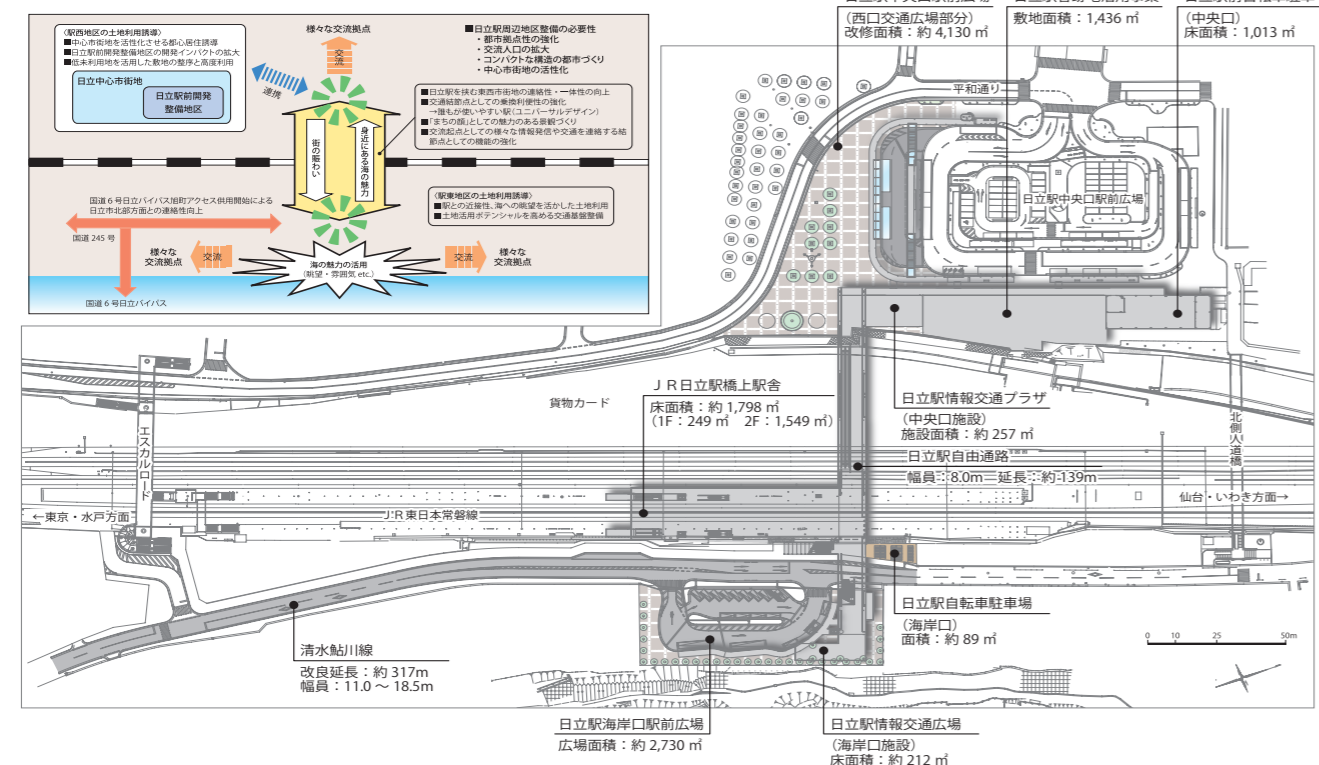 〈駅西地区の土地利用誘導〉
■中心市街地を活性化させる都心居住誘導
■日立駅前開発整備地区の開発インパクトの拡大
■低未利用地を活用した敷地の整序と高度利用
日立中心市街地
日立駅前開発
整備地区
様々な交流拠点
交流
連携
■日立駅周辺地区整備の必要性
・都市拠点性の強化
・交流人口の拡大
・コンパクトな構造の都市づくり
・中心市街地の活性化
■日立駅を挟む東西市街地の連絡性・一体性の向上
■交通結節点としての乗換利便性の強化
→誰もが使いやすい駅（ユニバーサルデザイン）
■「まちの顔」としての魅力のある景観づくり
■交流起点としての様々な情報発信や交通を連絡する結
節点としての機能の強化
街の賑わい
身近にある海の魅力
〈駅東地区の土地利用誘導〉
■駅との近接性、海への眺望を活かした土地利用
■土地活用ポテンシャルを高める交通基盤整備
国道6号日立バイパス旭町アクセス供用開始による
日立市北部方面との連絡性向上
国道245号
様々な
交流拠点
交流
海の魅力の活用
（眺望・雰囲気 etc.）
交流
様々な
交流拠点
国道6号日立バイパス
（西口交通広場部分）
改修面積：約 4,130 ㎡
敷地面積：1,436 ㎡
（中央口）
床面積：1,013 ㎡
平和通り
日立駅中央口駅前広場
ＪＲ日立駅橋上駅舎
床面積：約 1,798 ㎡
（1F：249 ㎡　2F：1,549 ㎡）
貨物カード
日立駅情報交通プラザ
（中央口施設）
施設面積：約 257 ㎡
日立駅自由通路
幅員：8.0m　延長：約 139m
エスカルロード
北側人道橋
←東京・水戸方面
ＪＲ東日本常磐線
仙台・いわき方面→
日立駅自転車駐車場
（海岸口）
面積：約 89 ㎡
清水鮎川線
改良延長：約 317m
幅員：11.0 ～ 18.5m
0 10 25 50m
日立駅海岸口駅前広場
広場面積：約 2,730 ㎡
日立駅情報交通広場
（海岸口施設）
床面積：約 212 ㎡